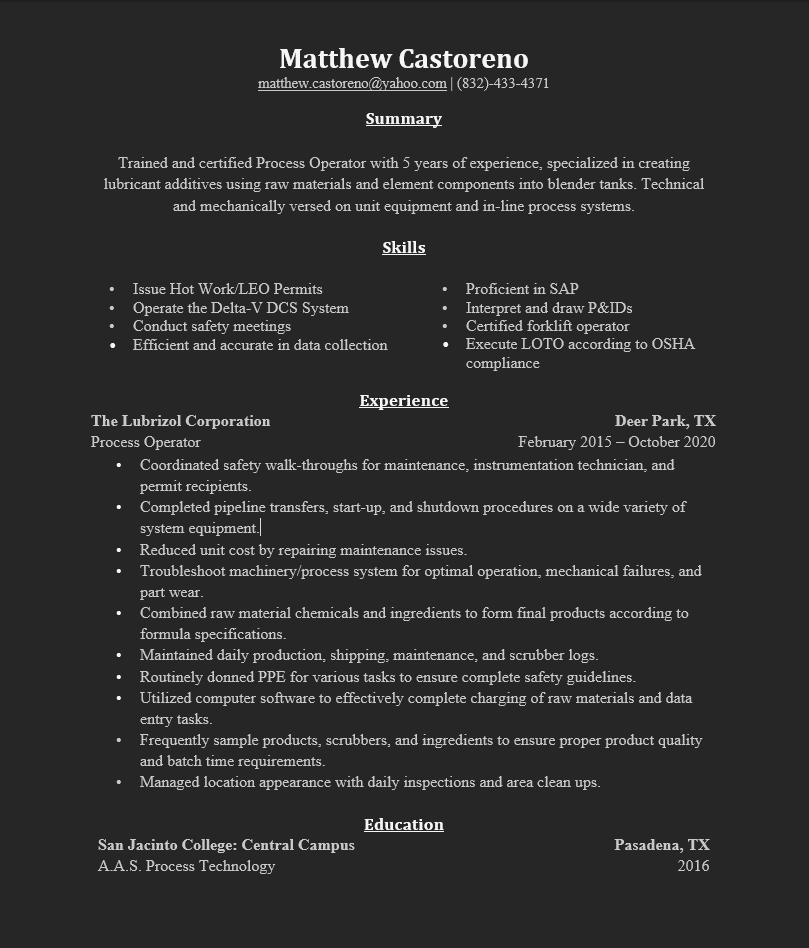 Matthew Castoreno
matthew.castoreno@yahoo.com | (832)-433-4371
Summary
Trained and certified Process Operator with 5 years of experience, specialized in creating
lubricant additives using raw materials and element components into blender tanks. Technical
and mechanically versed on unit equipment and in-line process systems.
Skills
• Issue Hot Work/LEO Permits
• Operate the Delta-V DCS System
• Conduct safety meetings
• Efficient and accurate in data collection
• Proficient in SAP
• Interpret and draw P&IDs
• Certified forklift operator
• Execute LOTO according to OSHA
compliance
Experience
The Lubrizol Corporation Deer Park, TX
Process Operator February 2015 – October 2020
• Coordinated safety walk-throughs for maintenance, instrumentation technician, and
permit recipients.
• Completed pipeline transfers, start-up, and shutdown procedures on a wide variety of
system equipment.
• Reduced unit cost by repairing maintenance issues.
• Troubleshoot machinery/process system for optimal operation, mechanical failures, and
part wear.
• Combined raw material chemicals and ingredients to form final products according to
formula specifications.
• Maintained daily production, shipping, maintenance, and scrubber logs.
• Routinely donned PPE for various tasks to ensure complete safety guidelines.
• Utilized computer software to effectively complete charging of raw materials and data
entry tasks.
• Frequently sample products, scrubbers, and ingredients to ensure proper product quality
and batch time requirements.
• Managed location appearance with daily inspections and area clean ups.
Education
San Jacinto College: Central Campus Pasadena, TX
A.A.S. Process Technology 2016